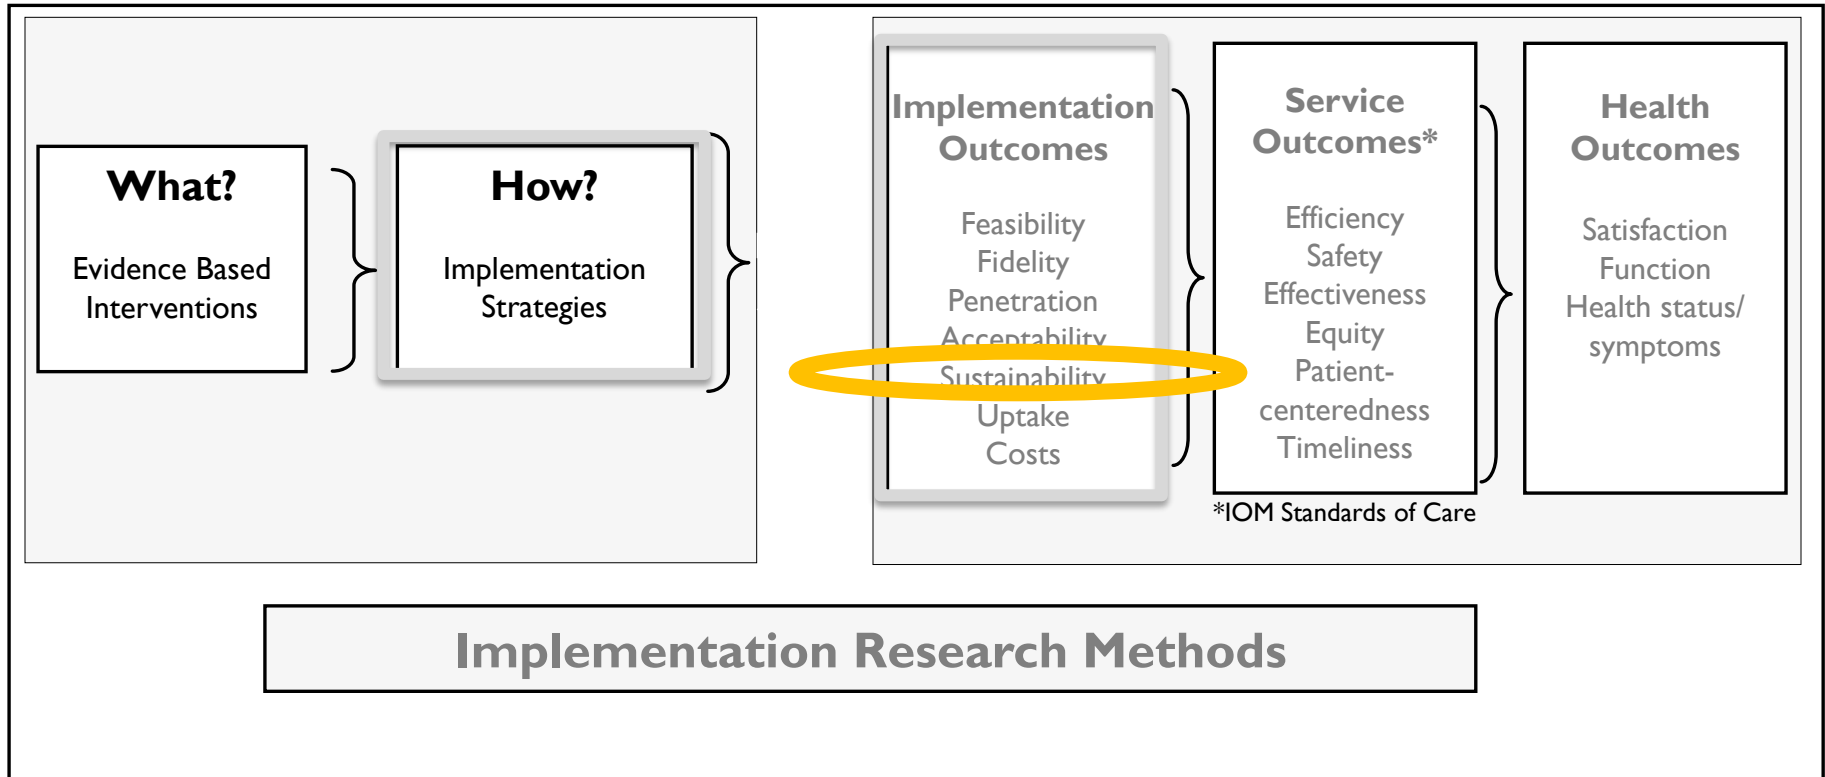 What?
Evidence Based
Interventions
How?
Implementation
Strategies
Implementation
Outcomes
Feasibility
Fidelity
Penetration
Acceptability
Sustainability
Uptake
Costs
Service
Outcomes*
Efficiency
Safety
Effectiveness
Equity
Patient-
centeredness
Timeliness
*IOM Standards of Care
Health
Outcomes
Satisfaction
Function
Health status/
symptoms
Implementation Research Methods